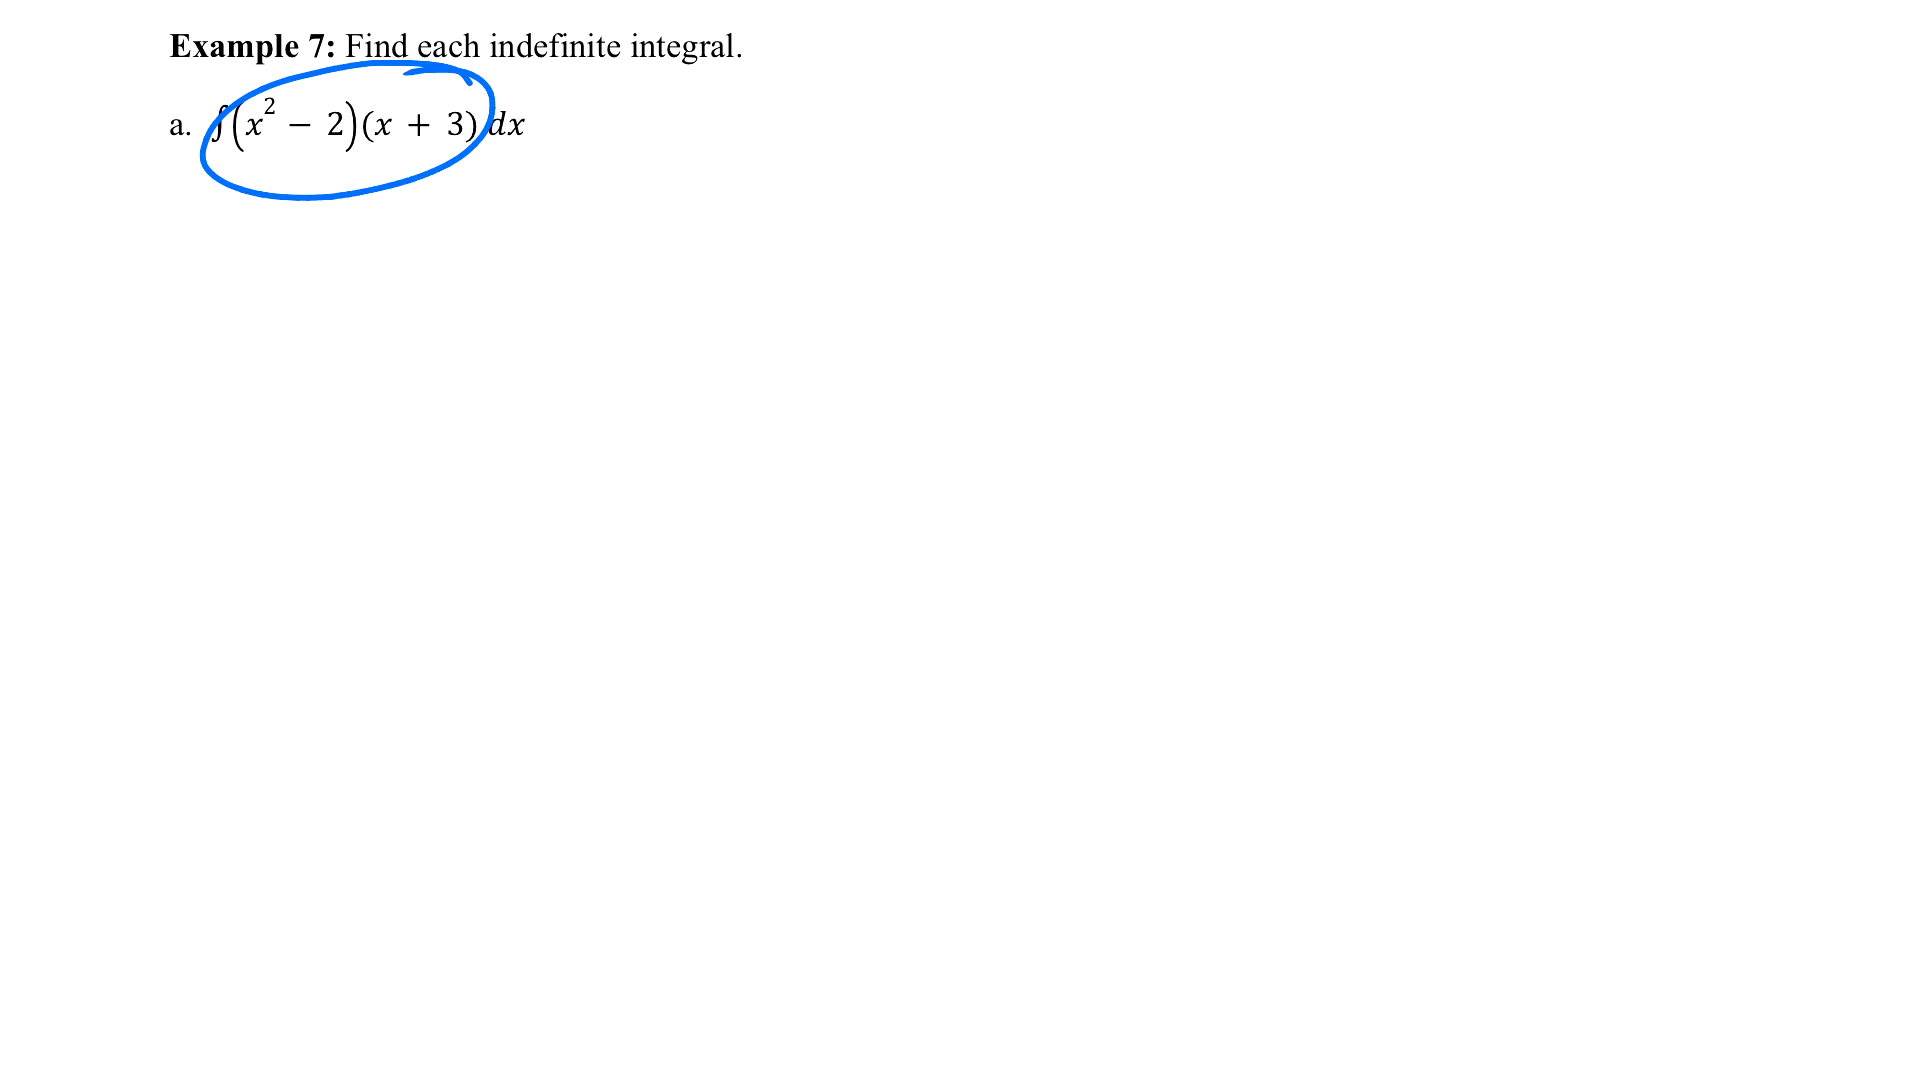 Example 7: Find each indefinite integral.
a. ∫(x² − 2)(x + 3) dx